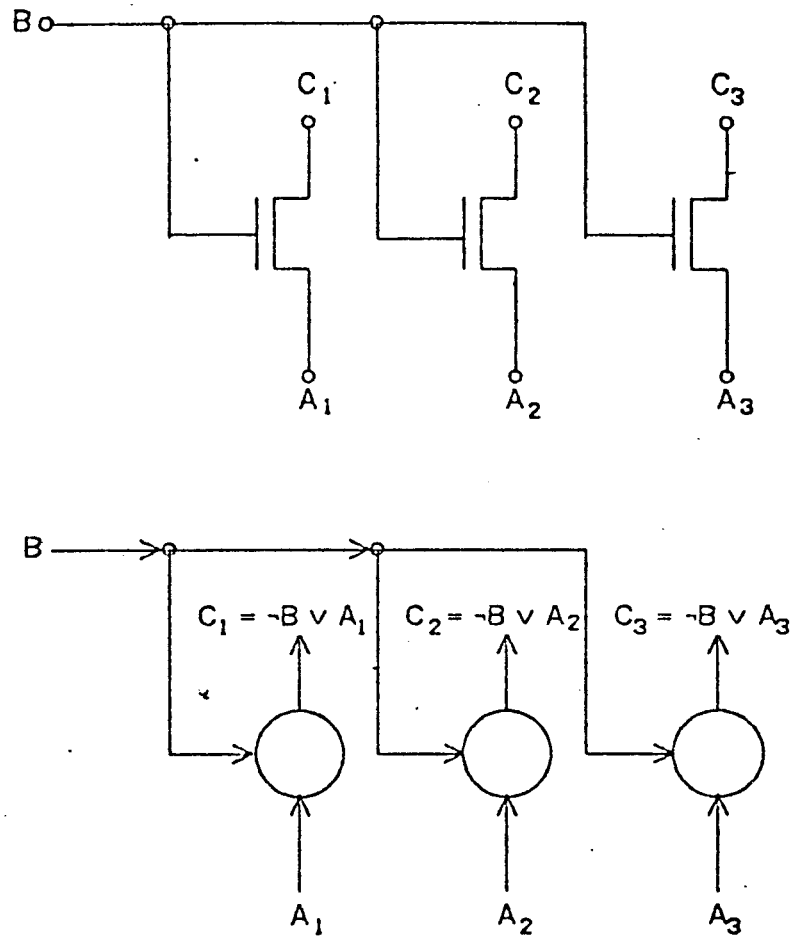 B
C₁ C₂ C₃
A₁ A₂ A₃
B
C₁ = ¬B ∨ A₁ C₂ = ¬B ∨ A₂ C₃ = ¬B ∨ A₃
A₁ A₂ A₃